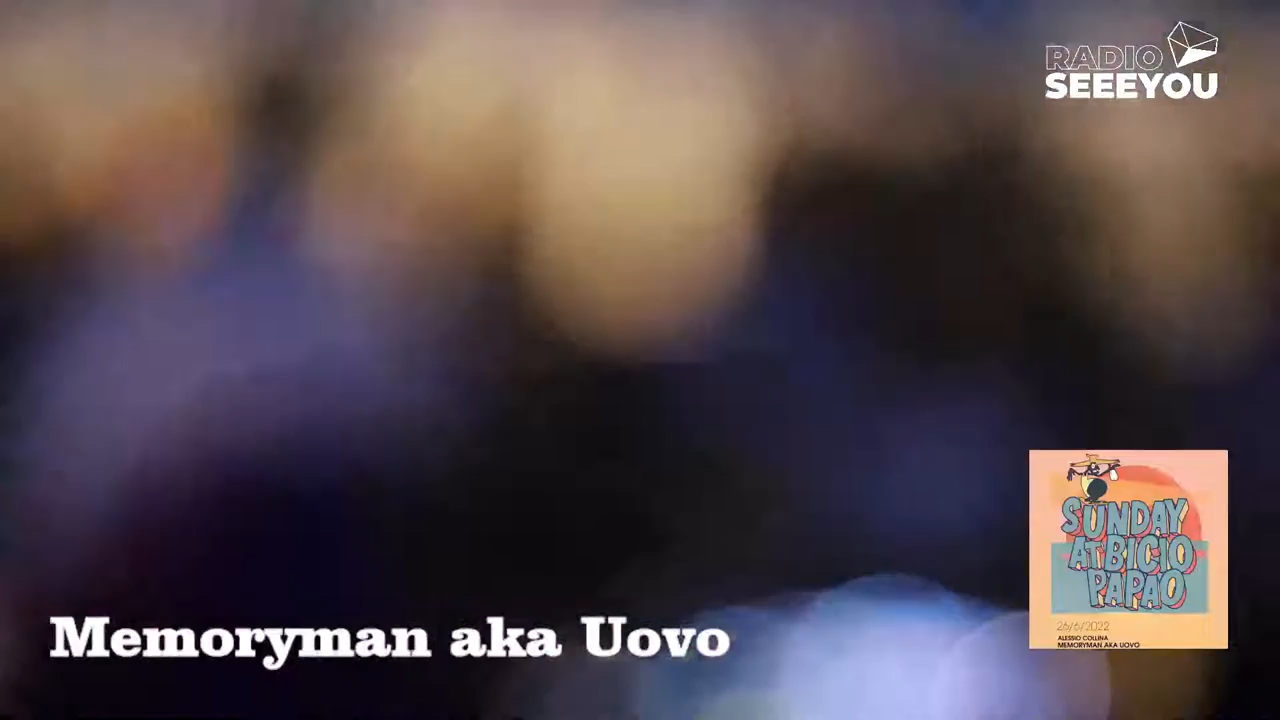 RADIO
SEEEYOU
SUNDAY
AT BICIO
PAPAO
26/6/2022
ALESSIO COLLINA
MEMORYMAN AKA UOVO
Memoryman aka Uovo